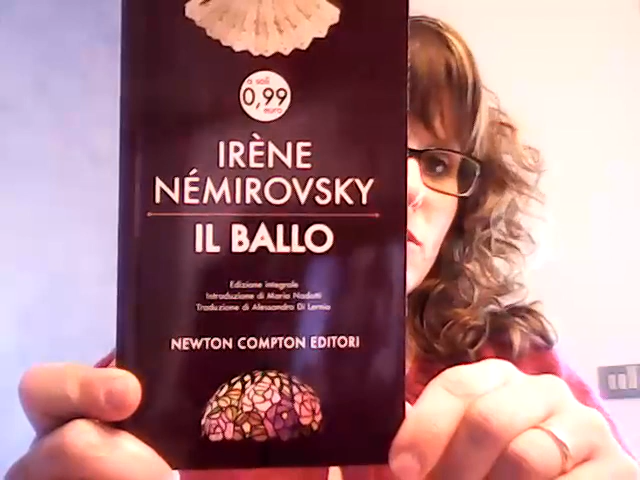 a soli
0,99
euro
IRÈNE
NÉMIROVSKY
IL BALLO
Edizione integrale
Introduzione di Maria Nadotti
Traduzione di Alessandra Di Lernia
NEWTON COMPTON EDITORI